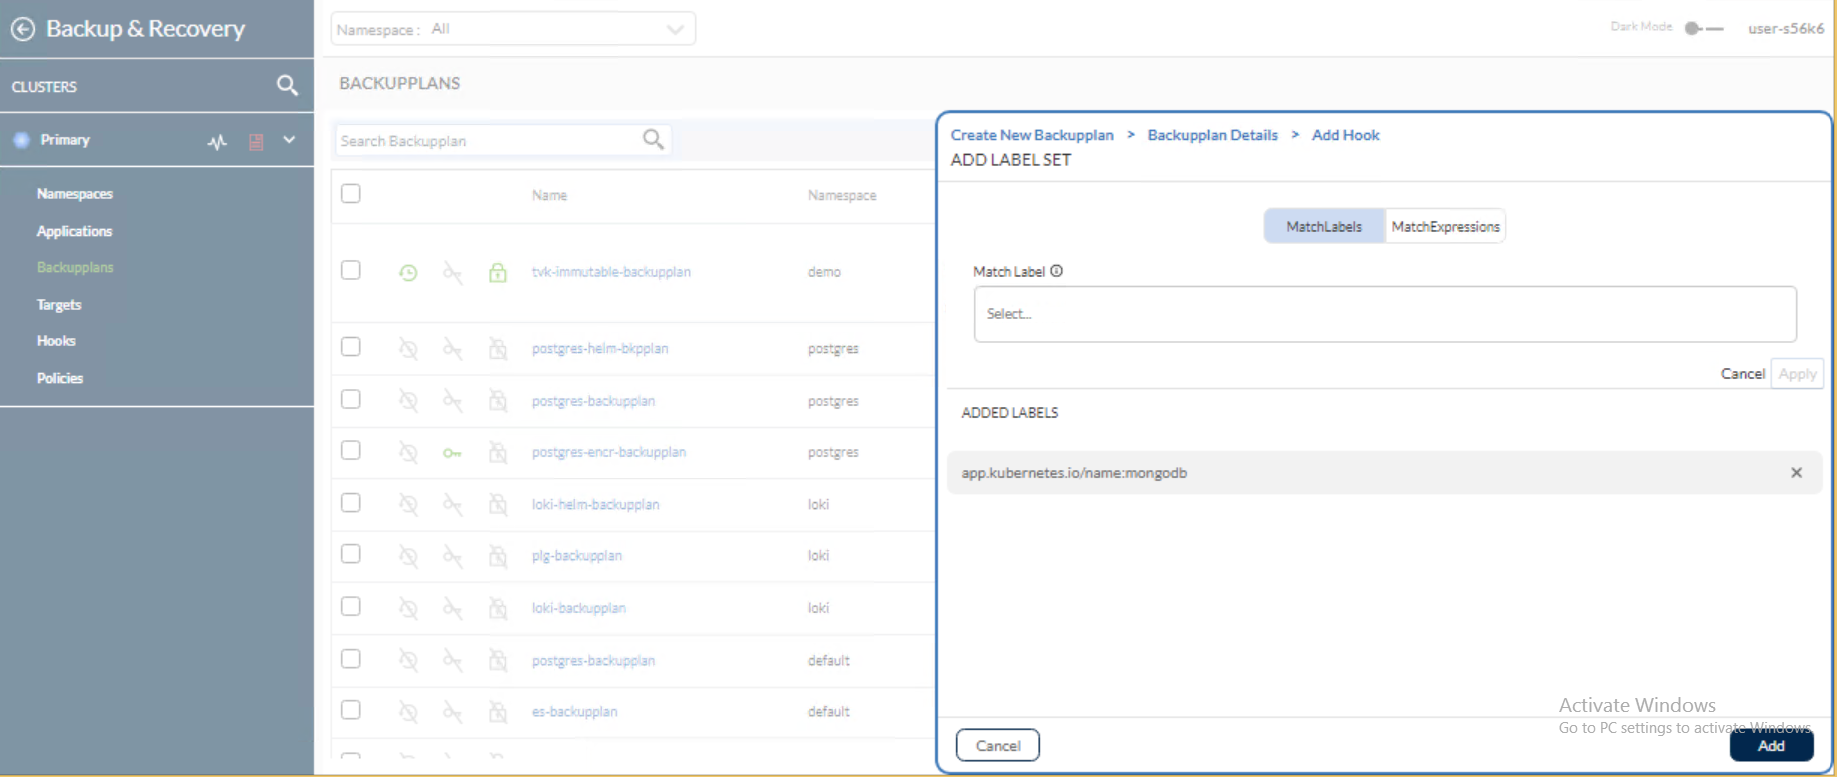 Backup & Recovery
Namespace : All
Dark Mode
user-s56k6
CLUSTERS
BACKUPPLANS
Primary
Search Backupplan
Namespaces
Applications
Backupplans
Targets
Hooks
Policies
Name Namespace
tvk-immutable-backupplan demo
postgres-helm-bkpplan postgres
postgres-backupplan postgres
postgres-encr-backupplan postgres
loki-helm-backupplan loki
plg-backupplan loki
loki-backupplan loki
postgres-backupplan default
es-backupplan default
Create New Backupplan > Backupplan Details > Add Hook
ADD LABEL SET
MatchLabels MatchExpressions
Match Label
Select...
Cancel Apply
ADDED LABELS
app.kubernetes.io/name:mongodb
Activate Windows
Go to PC settings to activate Windows.
Cancel Add